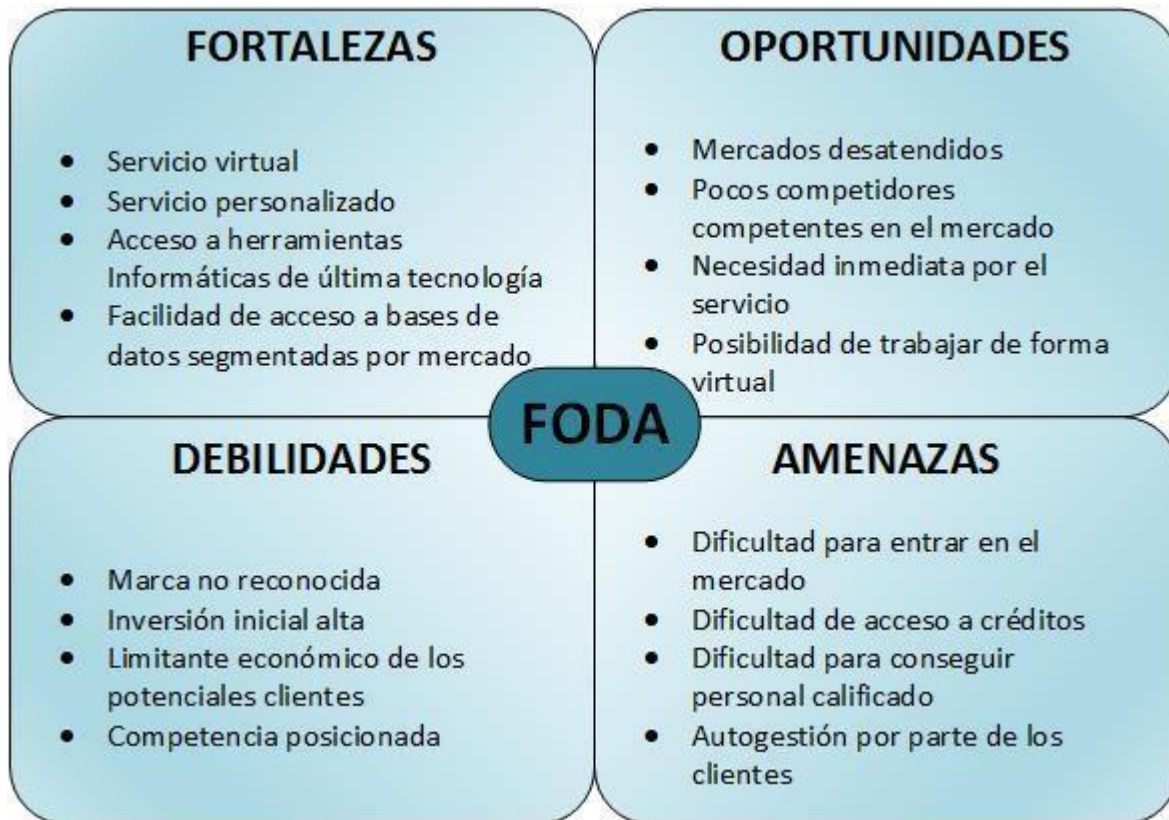 FORTALEZAS
• Servicio virtual
• Servicio personalizado
• Acceso a herramientas
Informáticas de última tecnología
• Facilidad de acceso a bases de
datos segmentadas por mercado
OPORTUNIDADES
• Mercados desatendidos
• Pocos competidores
competentes en el mercado
• Necesidad inmediata por el
servicio
• Posibilidad de trabajar de forma
virtual
FODA
DEBILIDADES
• Marca no reconocida
• Inversión inicial alta
• Limitante económico de los
potenciales clientes
• Competencia posicionada
AMENAZAS
• Dificultad para entrar en el
mercado
• Dificultad de acceso a créditos
• Dificultad para conseguir
personal calificado
• Autogestión por parte de los
clientes